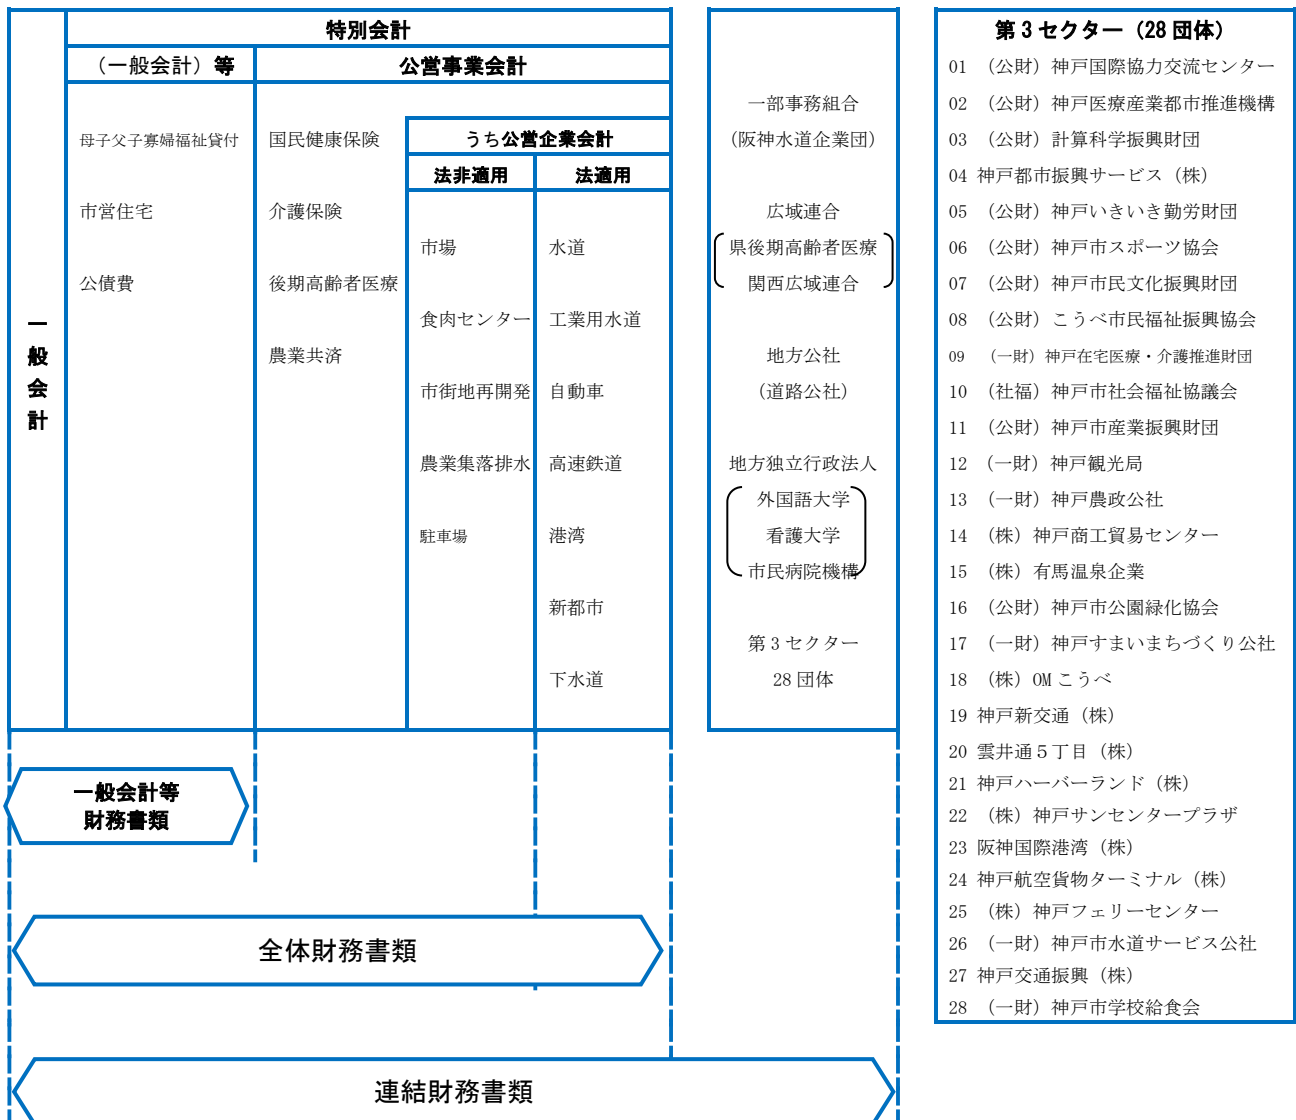 一般会計
特別会計
（一般会計）等
公営事業会計
母子父子寡婦福祉貸付
市営住宅
公債費
国民健康保険
介護保険
後期高齢者医療
農業共済
うち公営企業会計
法非適用
法適用
市場
食肉センター
市街地再開発
農業集落排水
駐車場
水道
工業用水道
自動車
高速鉄道
港湾
新都市
下水道
一部事務組合
（阪神水道企業団）
広域連合
県後期高齢者医療
関西広域連合
地方公社
（道路公社）
地方独立行政法人
外国語大学
看護大学
市民病院機構
第３セクター
28 団体
第３セクター（28 団体）
01 （公財）神戸国際協力交流センター
02 （公財）神戸医療産業都市推進機構
03 （公財）計算科学振興財団
04 神戸都市振興サービス（株）
05 （公財）神戸いきいき勤労財団
06 （公財）神戸市スポーツ協会
07 （公財）神戸市民文化振興財団
08 （公財）こうべ市民福祉振興協会
09 （一財）神戸在宅医療・介護推進財団
10 （社福）神戸市社会福祉協議会
11 （公財）神戸市産業振興財団
12 （一財）神戸観光局
13 （一財）神戸農政公社
14 （株）神戸商工貿易センター
15 （株）有馬温泉企業
16 （公財）神戸市公園緑化協会
17 （一財）神戸すまいまちづくり公社
18 （株）OM こうべ
19 神戸新交通（株）
20 雲井通５丁目（株）
21 神戸ハーバーランド（株）
22 （株）神戸サンセンタープラザ
23 阪神国際港湾（株）
24 神戸航空貨物ターミナル（株）
25 （株）神戸フェリーセンター
26 （一財）神戸市水道サービス公社
27 神戸交通振興（株）
28 （一財）神戸市学校給食会
一般会計等
財務書類
全体財務書類
連結財務書類